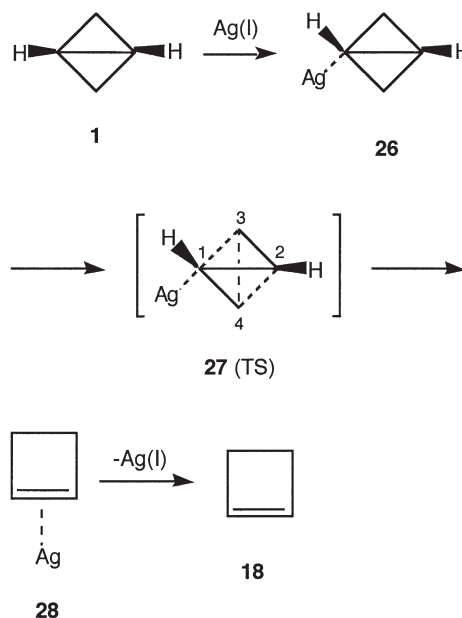 H H Ag(I) H H
Ag
1 26
H 1 3 2 H
Ag 4
27 (TS)
-Ag(I)
Ag
28 18